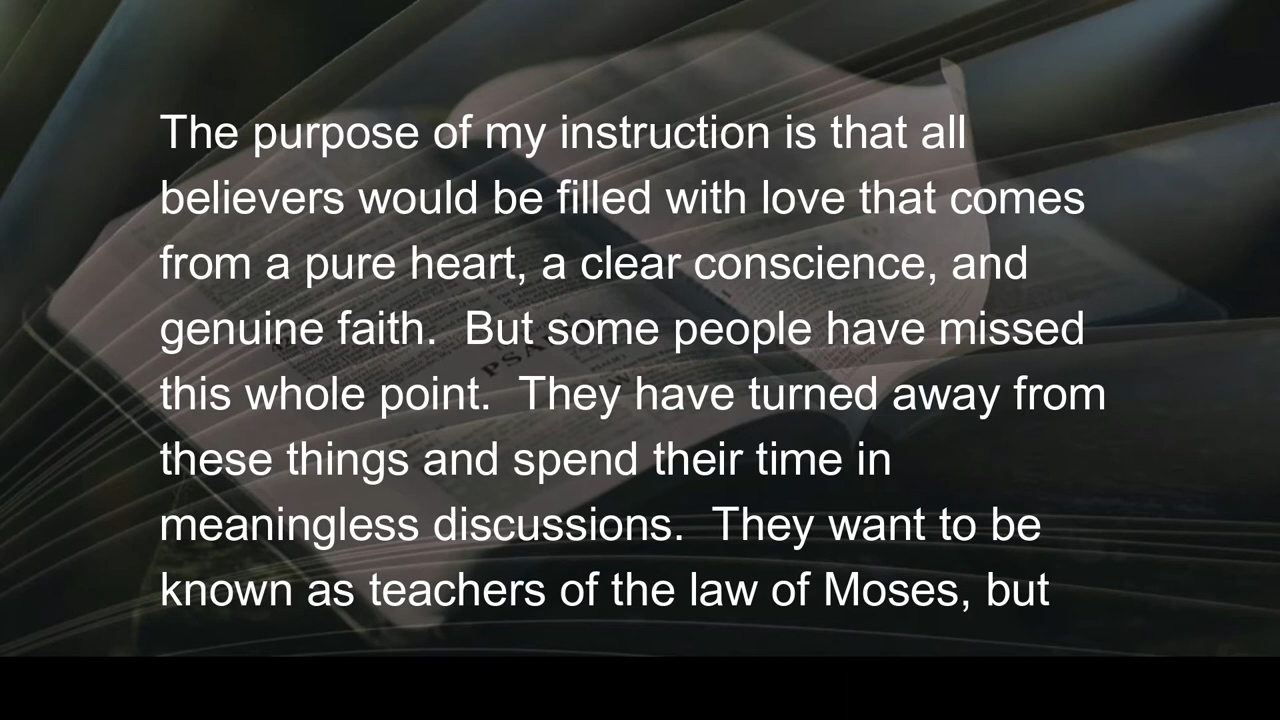 The purpose of my instruction is that all
believers would be filled with love that comes
from a pure heart, a clear conscience, and
genuine faith.  But some people have missed
this whole point.  They have turned away from
these things and spend their time in
meaningless discussions.  They want to be
known as teachers of the law of Moses, but